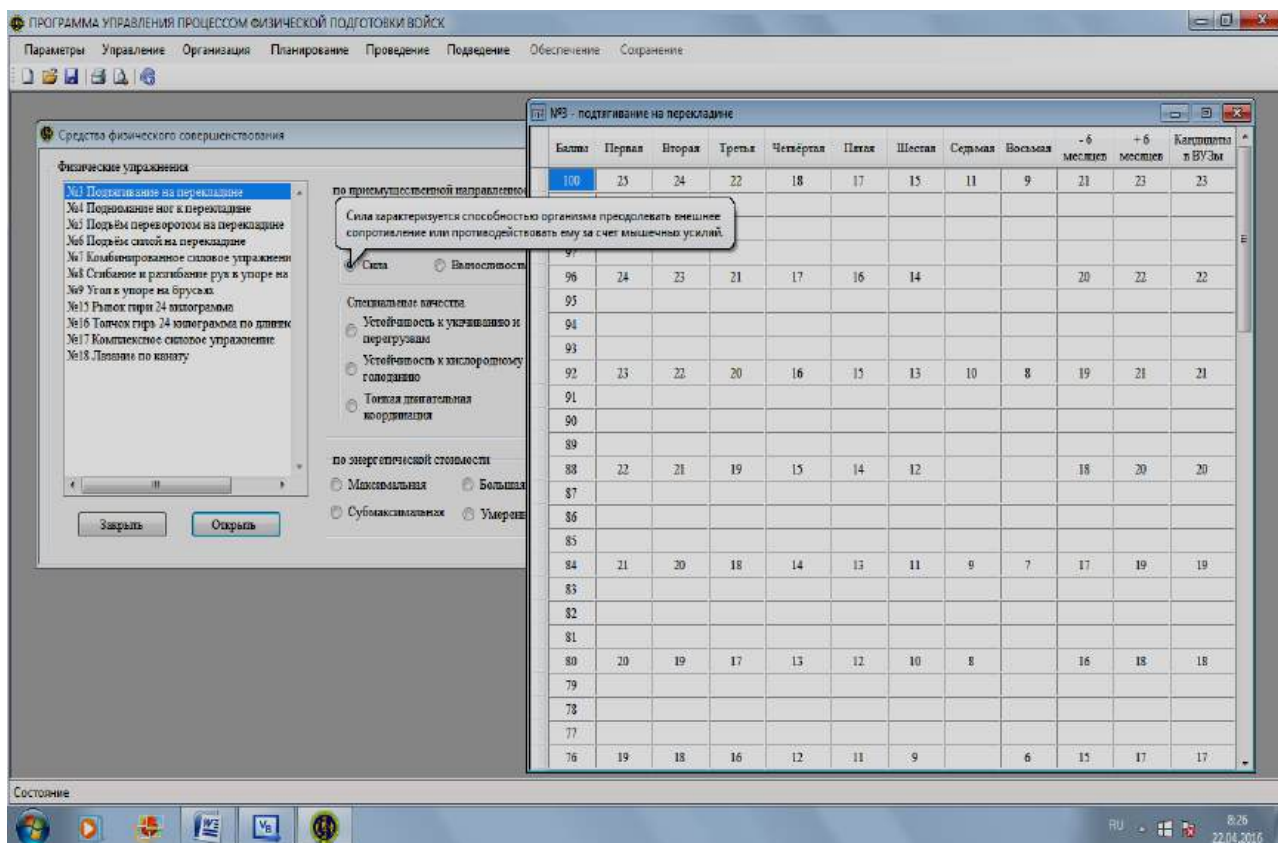 ПРОГРАММА УПРАВЛЕНИЯ ПРОЦЕССОМ ФИЗИЧЕСКОЙ ПОДГОТОВКИ ВОЙСК
Параметры Управление Организация Планирование Проведение Подведение Обеспечение Сохранение
Средства физического совершенствования
Физические упражнения
№3 Подтягивание на перекладине
№4 Поднимание ног к перекладине
№5 Подъём переворотом на перекладине
№6 Подъём силой на перекладине
№7 Комбинированное силовое упражнени
№8 Сгибание и разгибание рук в упоре на
№9 Угол в упоре на брусьях
№15 Рывок гири 24 килограмма
№16 Толчок гирь 24 килограмма по длинно
№17 Комплексное силовое упражнение
№18 Лазание по канату
Закрыть Открыть
по преимущественной направленнос
Сила характеризуется способностью организма преодолевать внешнее
сопротивление или противодействовать ему за счет мышечных усилий.
Сила Выносливость
Специальные качества
Устойчивость к укачиванию и
перегрузкам
Устойчивость к кислородному
голоданию
Тонкая двигательная
координация
по энергетической стоимости
Максимальная Большая
Субмаксимальная Умерен
№3 - подтягивание на перекладине
Баллы Первая Вторая Третья Четвёртая Пятая Шестая Седьмая Восьмая - 6 месяцев + 6 месяцев Кандидаты в ВУЗы
100 25 24 22 18 17 15 11 9 21 23 23
97
96 24 23 21 17 16 14 20 22 22
95
94
93
92 23 22 20 16 15 13 10 8 19 21 21
91
90
89
88 22 21 19 15 14 12 18 20 20
87
86
85
84 21 20 18 14 13 11 9 7 17 19 19
83
82
81
80 20 19 17 13 12 10 8 16 18 18
79
78
77
76 19 18 16 12 11 9 6 15 17 17
Состояние
RU
8:26
22.04.2016